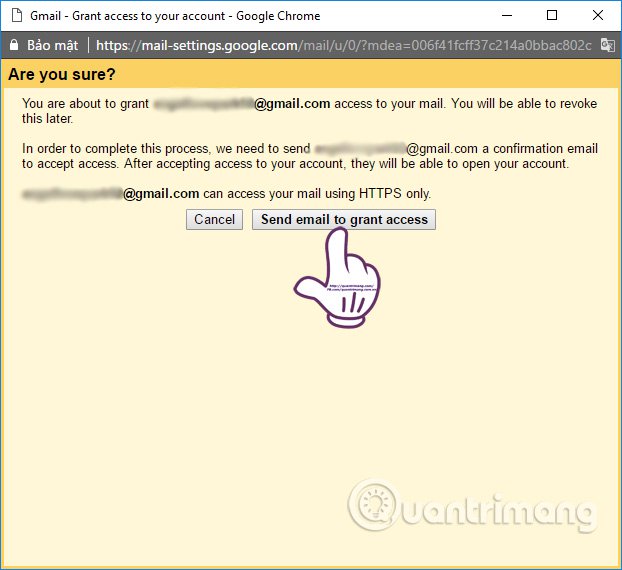 Gmail - Grant access to your account - Google Chrome
Bảo mật | https://mail-settings.google.com/mail/u/0/?mdea=006f41fcff37c214a0bbac802c
Are you sure?
You are about to grant @gmail.com access to your mail. You will be able to revoke
this later.
In order to complete this process, we need to send @gmail.com a confirmation email
to accept access. After accepting access to your account, they will be able to open your account.
@gmail.com can access your mail using HTTPS only.
Cancel
Send email to grant access
http://quantrimang.com/
Quantrimang